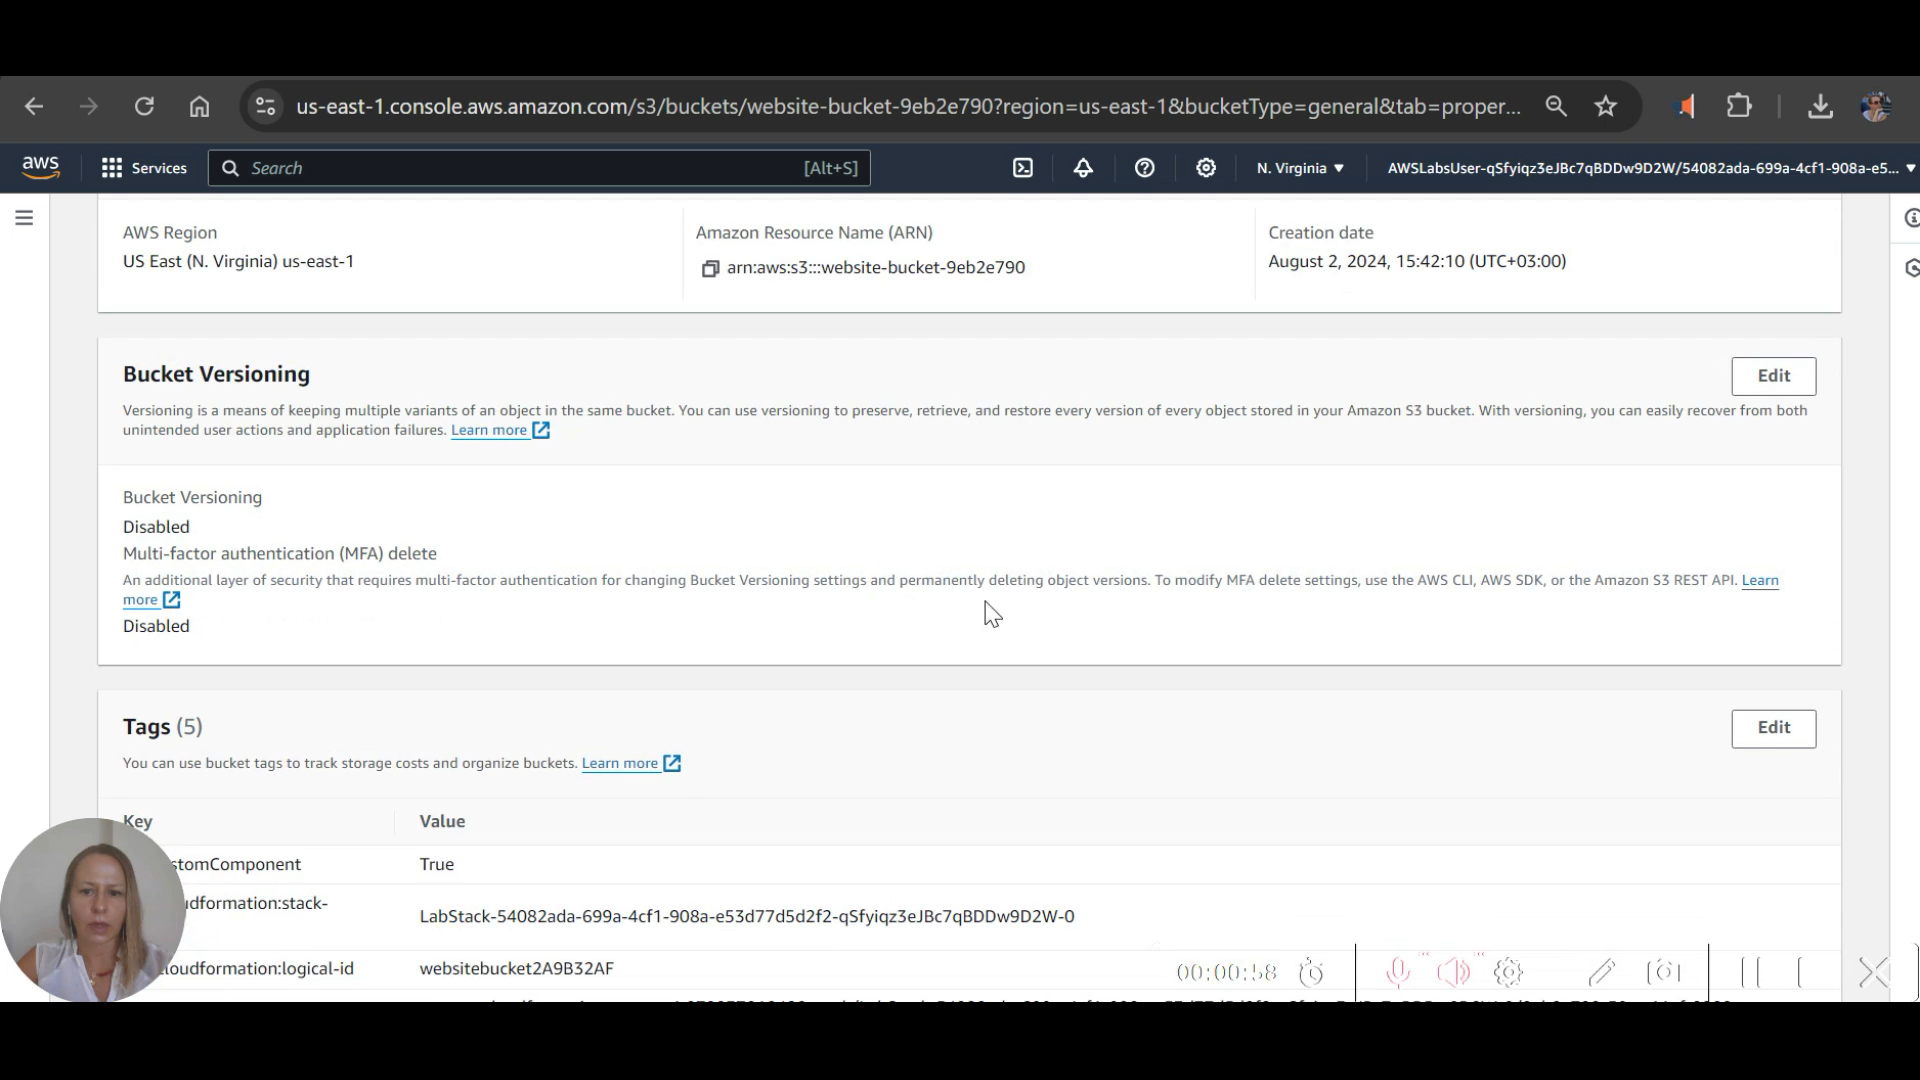 us-east-1.console.aws.amazon.com/s3/buckets/website-bucket-9eb2e790?region=us-east-1&bucketType=general&tab=proper...
aws Services Search [Alt+S] N. Virginia AWSLabsUser-qSfyiqz3eJBc7qBDDw9D2W/54082ada-699a-4cf1-908a-e5...
AWS Region Amazon Resource Name (ARN) Creation date
US East (N. Virginia) us-east-1 arn:aws:s3:::website-bucket-9eb2e790 August 2, 2024, 15:42:10 (UTC+03:00)
Bucket Versioning Edit
Versioning is a means of keeping multiple variants of an object in the same bucket. You can use versioning to preserve, retrieve, and restore every version of every object stored in your Amazon S3 bucket. With versioning, you can easily recover from both
unintended user actions and application failures. Learn more
Bucket Versioning
Disabled
Multi-factor authentication (MFA) delete
An additional layer of security that requires multi-factor authentication for changing Bucket Versioning settings and permanently deleting object versions. To modify MFA delete settings, use the AWS CLI, AWS SDK, or the Amazon S3 REST API. Learn
more
Disabled
Tags (5) Edit
You can use bucket tags to track storage costs and organize buckets. Learn more
Key Value
stomComponent True
udformation:stack-
LabStack-54082ada-699a-4cf1-908a-e53d77d5d2f2-qSfyiqz3eJBc7qBDDw9D2W-0
loudformation:logical-id websitebucket2A9B32AF
00:00:58